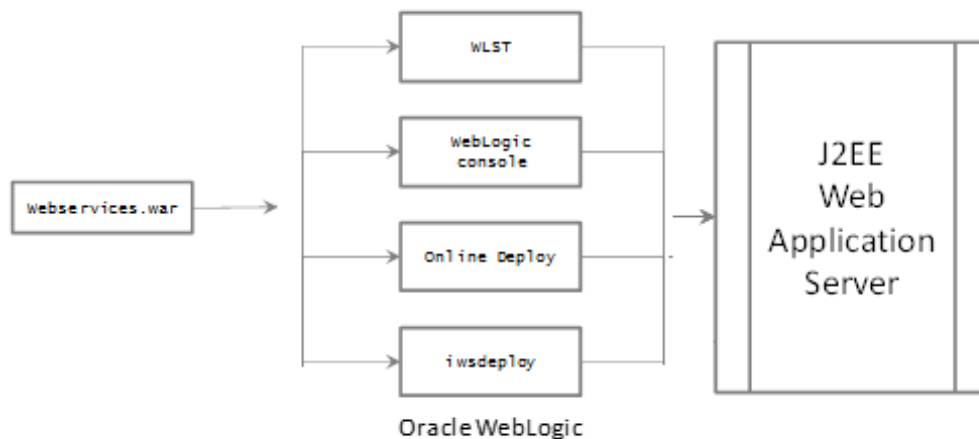 WLST
WebLogic
console
Webservices.war
Online Deploy
iwsdeploy
Oracle WebLogic
J2EE
Web
Application
Server